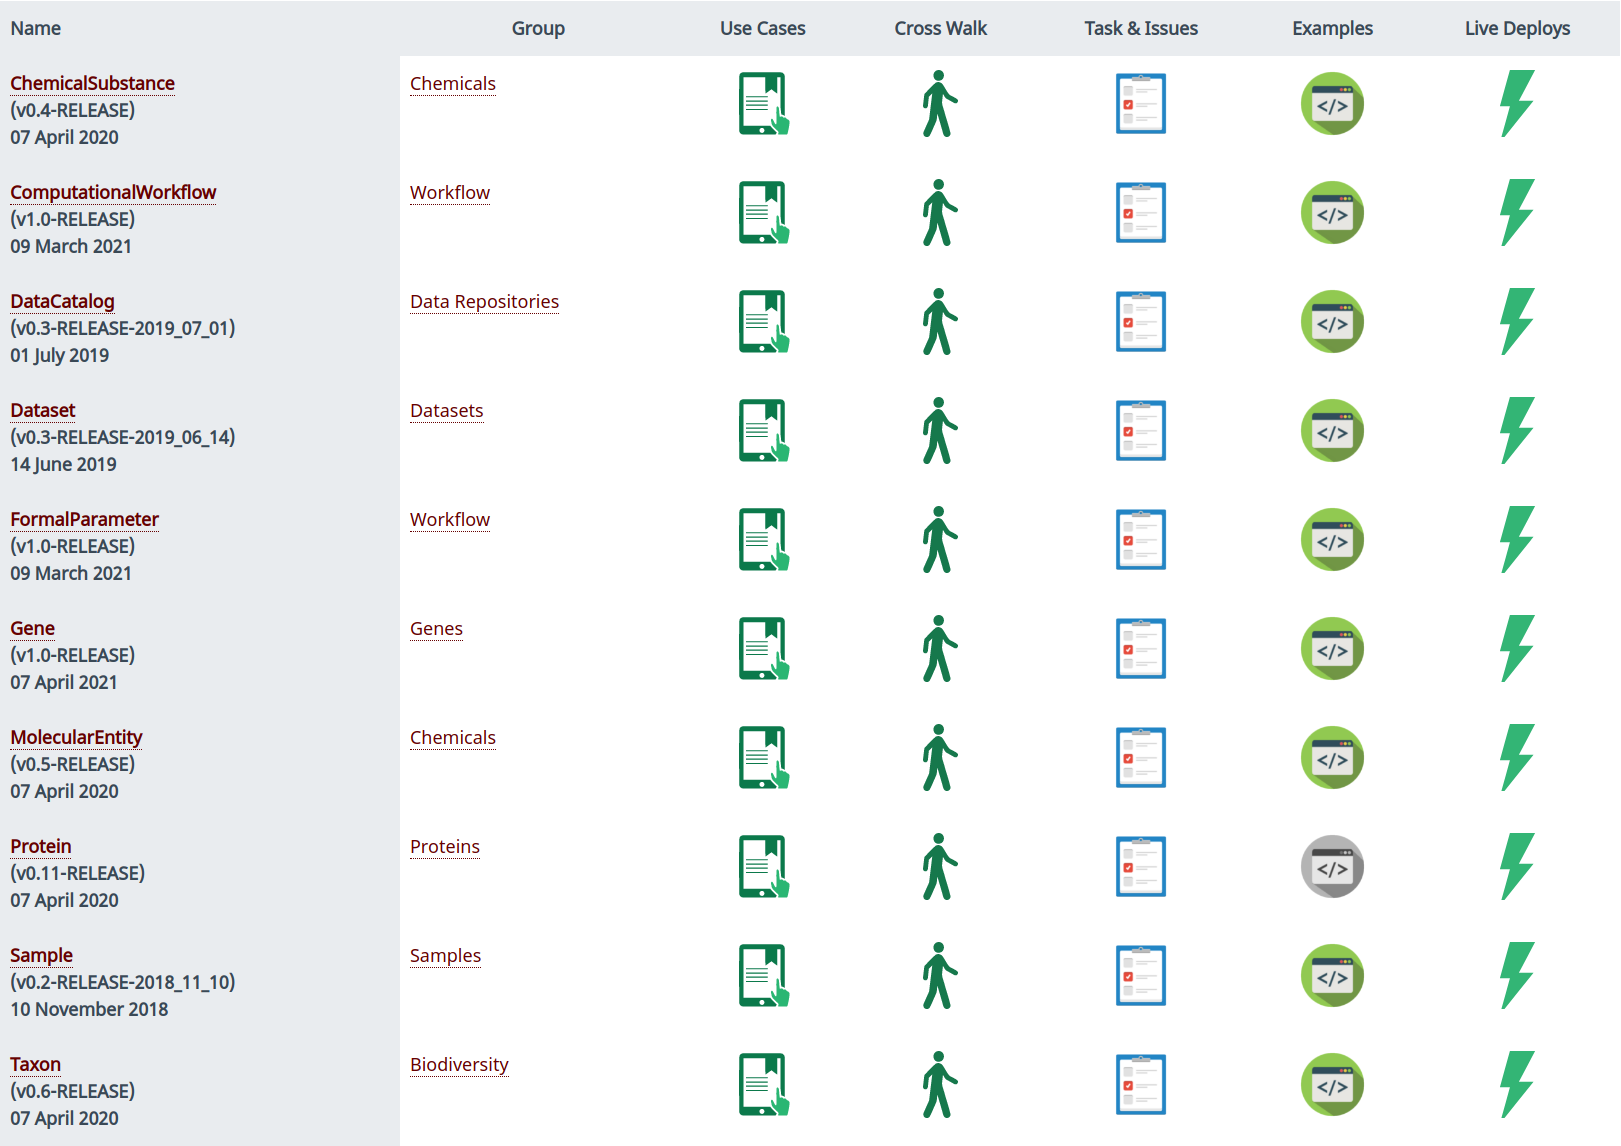 Name Group Use Cases Cross Walk Task & Issues Examples Live Deploys
ChemicalSubstance Chemicals
(v0.4-RELEASE)
07 April 2020
</>
ComputationalWorkflow Workflow
(v1.0-RELEASE)
09 March 2021
</>
DataCatalog Data Repositories
(v0.3-RELEASE-2019_07_01)
01 July 2019
</>
Dataset Datasets
(v0.3-RELEASE-2019_06_14)
14 June 2019
</>
FormalParameter Workflow
(v1.0-RELEASE)
09 March 2021
</>
Gene Genes
(v1.0-RELEASE)
07 April 2021
</>
MolecularEntity Chemicals
(v0.5-RELEASE)
07 April 2020
</>
Protein Proteins
(v0.11-RELEASE)
07 April 2020
</>
Sample Samples
(v0.2-RELEASE-2018_11_10)
10 November 2018
</>
Taxon Biodiversity
(v0.6-RELEASE)
07 April 2020
</>